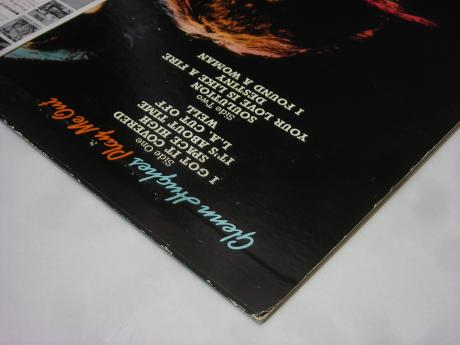 Glenn Hughes Play Me Out
Side One
I GOT IT COVERED
SPACE HIGH
IT'S ABOUT TIME
L.A. CUT OFF
WELL
Side Two
SOULUTION
YOUR LOVE IS LIKE A FIRE
DESTINY
I FOUND A WOMAN